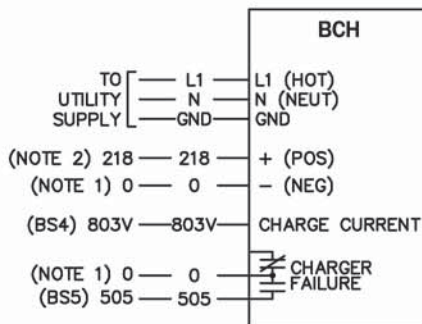 BCH
TO L1 L1 (HOT)
UTILITY N N (NEUT)
SUPPLY GND GND
(NOTE 2) 218 218 + (POS)
(NOTE 1) 0 0 − (NEG)
(BS4) 803V 803V CHARGE CURRENT
(NOTE 1) 0 0 CHARGER
(BS5) 505 505 FAILURE